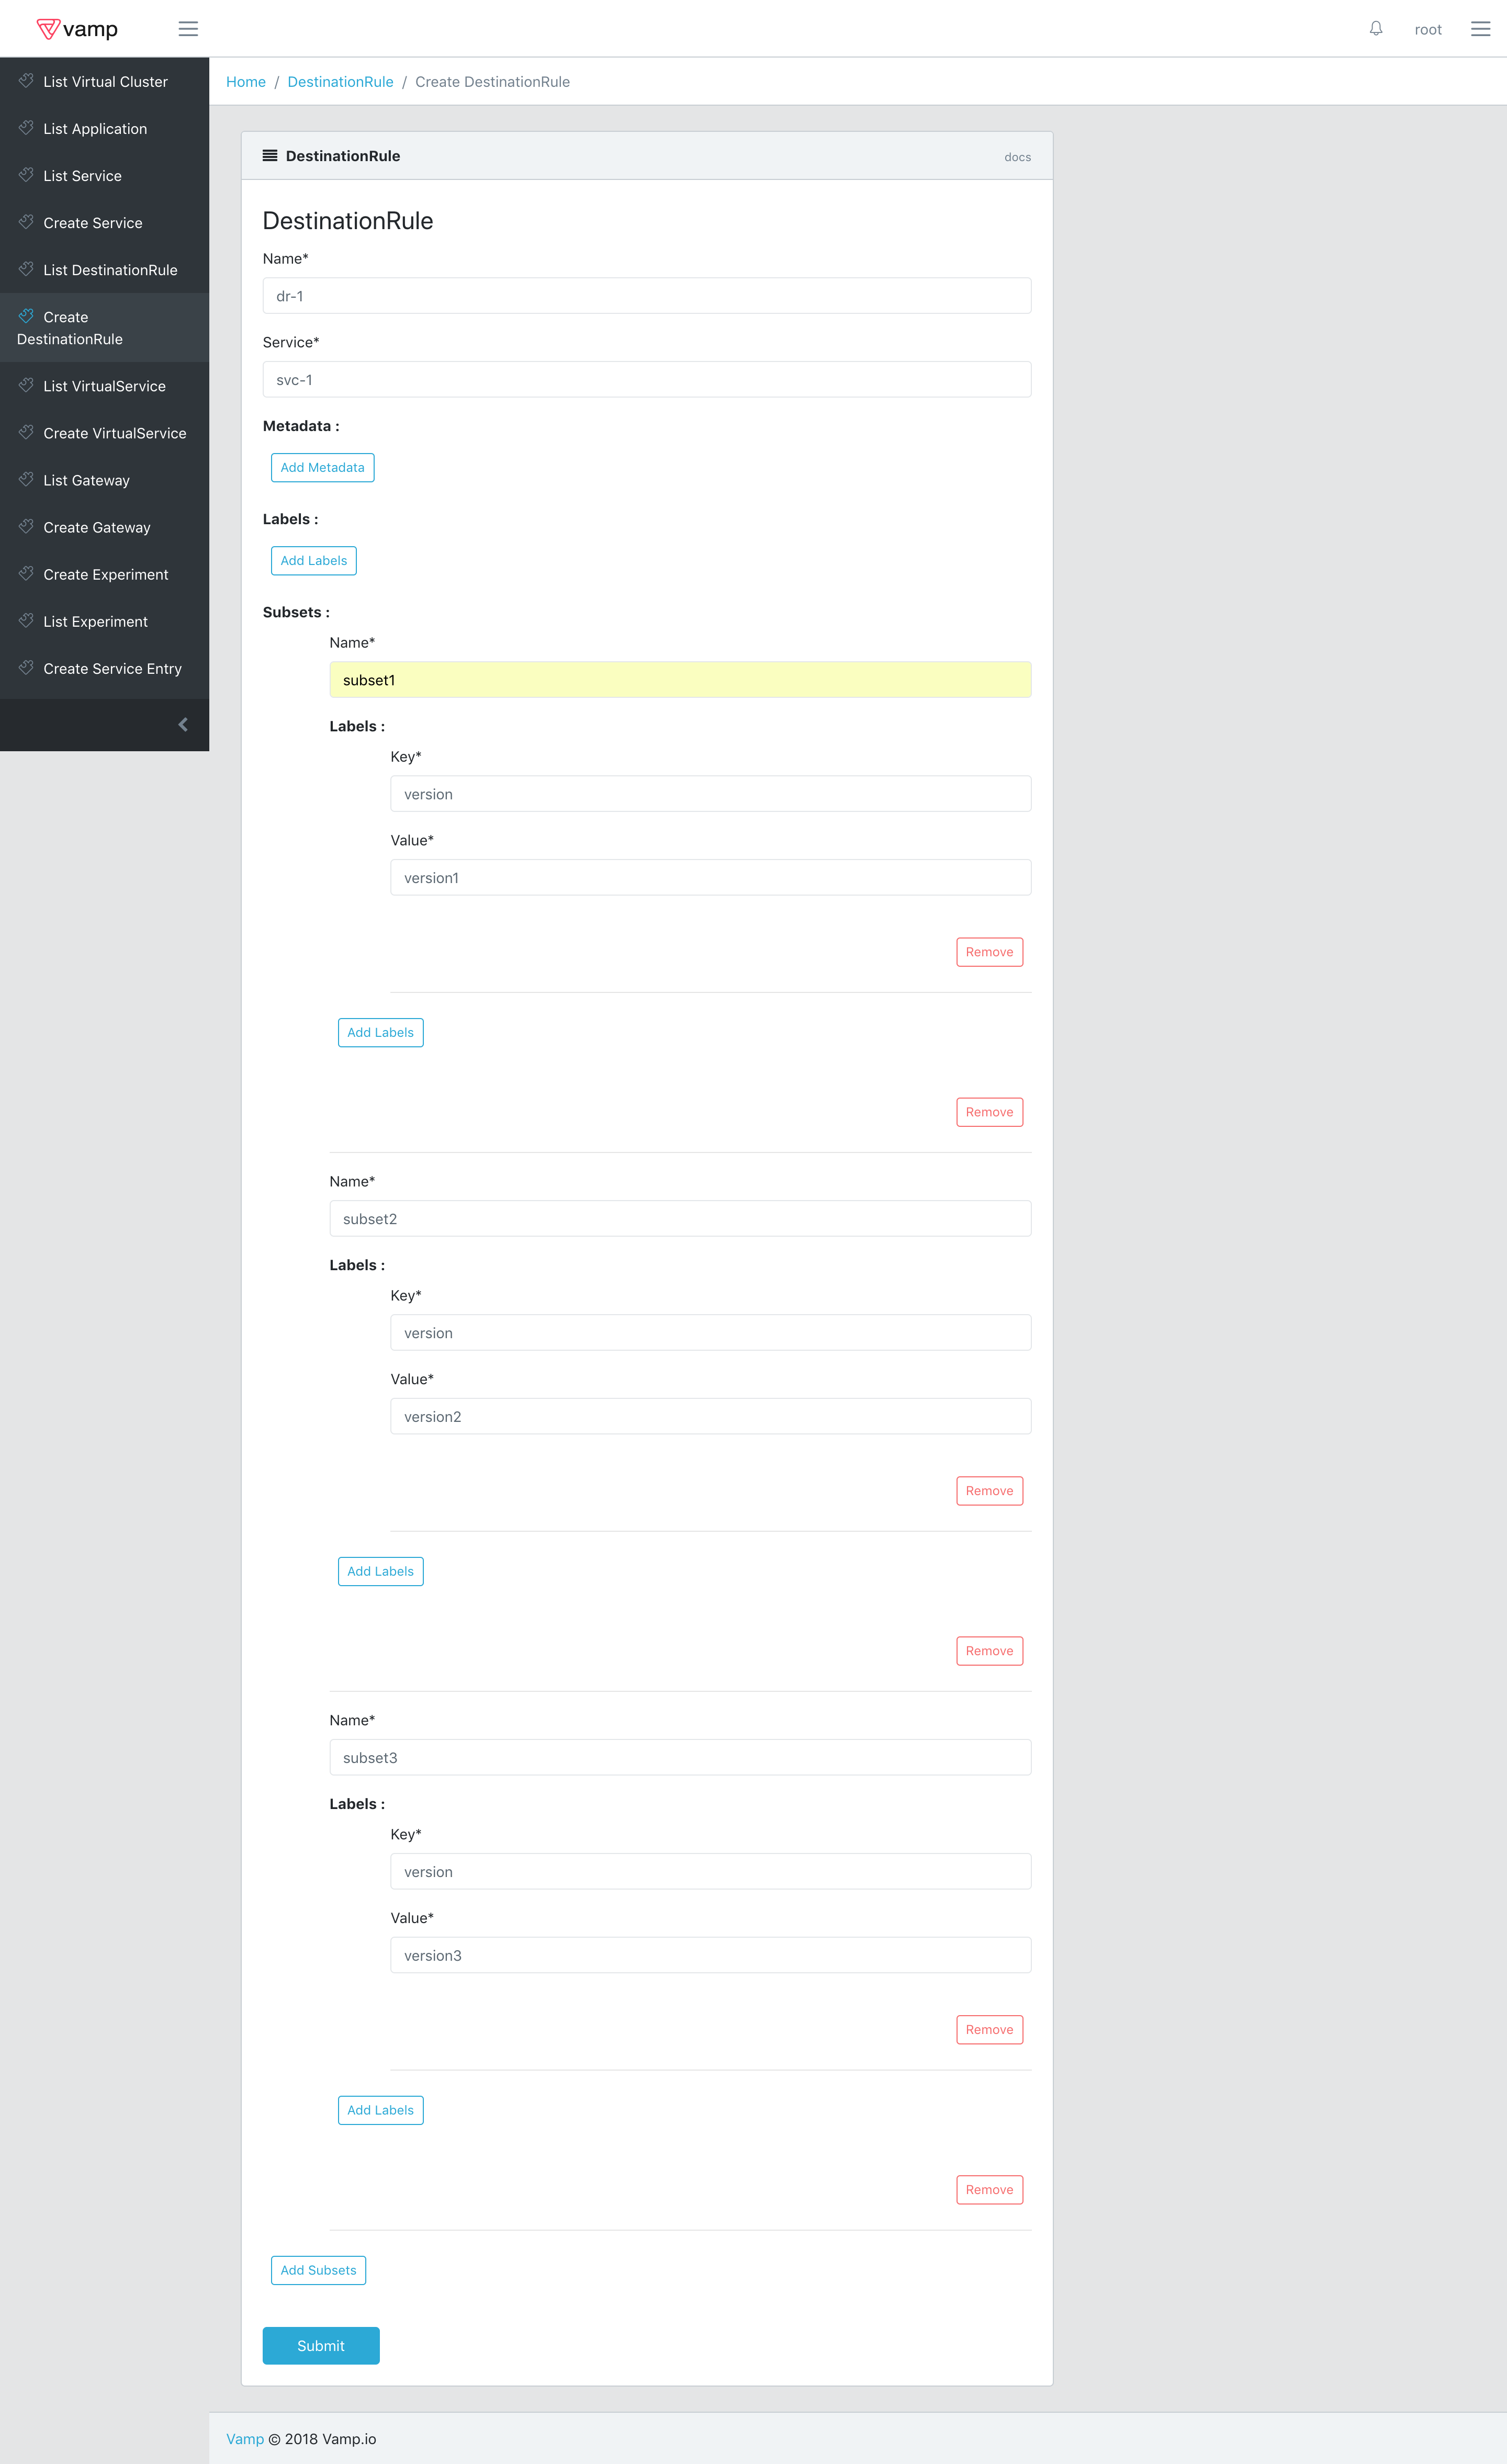 vamp
root
List Virtual Cluster
List Application
List Service
Create Service
List DestinationRule
Create
DestinationRule
List VirtualService
Create VirtualService
List Gateway
Create Gateway
Create Experiment
List Experiment
Create Service Entry
Home / DestinationRule / Create DestinationRule
DestinationRule docs
DestinationRule
Name*
dr-1
Service*
svc-1
Metadata :
Add Metadata
Labels :
Add Labels
Subsets :
Name*
subset1
Labels :
Key*
version
Value*
version1
Remove
Add Labels
Remove
Name*
subset2
Labels :
Key*
version
Value*
version2
Remove
Add Labels
Remove
Name*
subset3
Labels :
Key*
version
Value*
version3
Remove
Add Labels
Remove
Add Subsets
Submit
Vamp © 2018 Vamp.io